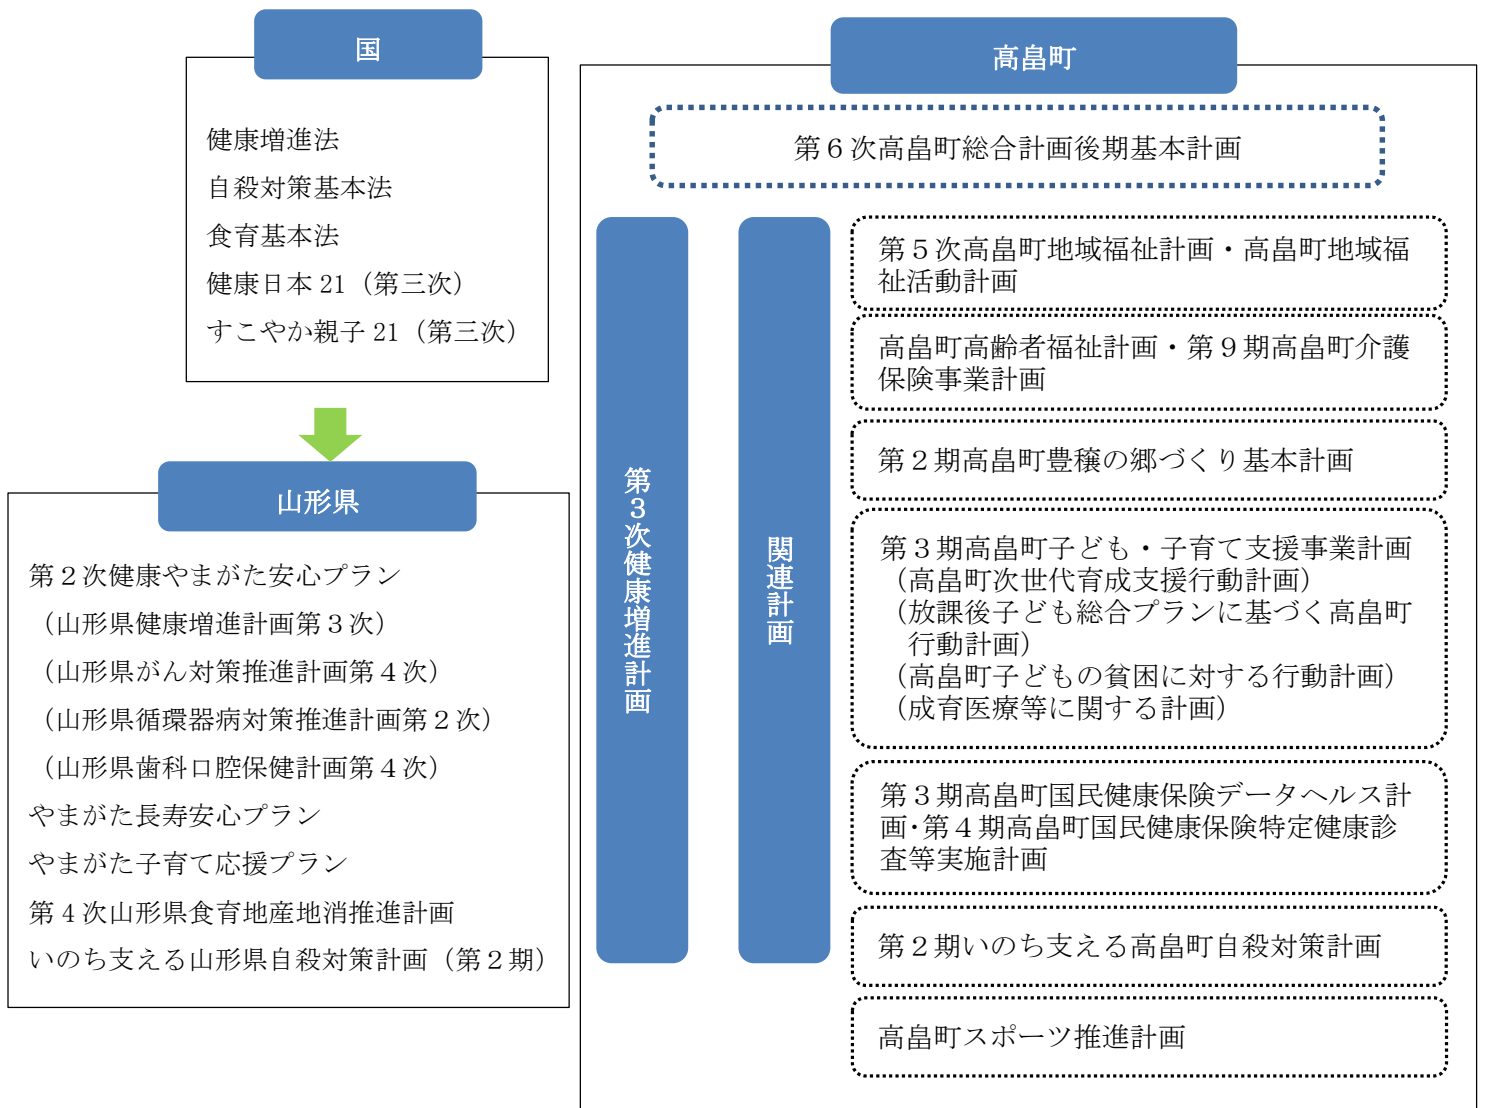 国
健康増進法
自殺対策基本法
食育基本法
健康日本 21（第三次）
すこやか親子 21（第三次）
山形県
第２次健康やまがた安心プラン
（山形県健康増進計画第３次）
（山形県がん対策推進計画第４次）
（山形県循環器病対策推進計画第２次）
（山形県歯科口腔保健計画第４次）
やまがた長寿安心プラン
やまがた子育て応援プラン
第 4 次山形県食育地産地消推進計画
いのち支える山形県自殺対策計画（第２期）
高畠町
第６次高畠町総合計画後期基本計画
第３次健康増進計画
関連計画
第５次高畠町地域福祉計画・高畠町地域福
祉活動計画
高畠町高齢者福祉計画・第９期高畠町介護
保険事業計画
第２期高畠町豊穣の郷づくり基本計画
第３期高畠町子ども・子育て支援事業計画
（高畠町次世代育成支援行動計画）
（放課後子ども総合プランに基づく高畠町
行動計画）
（高畠町子どもの貧困に対する行動計画）
（成育医療等に関する計画）
第３期高畠町国民健康保険データヘルス計
画・第４期高畠町国民健康保険特定健康診
査等実施計画
第２期いのち支える高畠町自殺対策計画
高畠町スポーツ推進計画